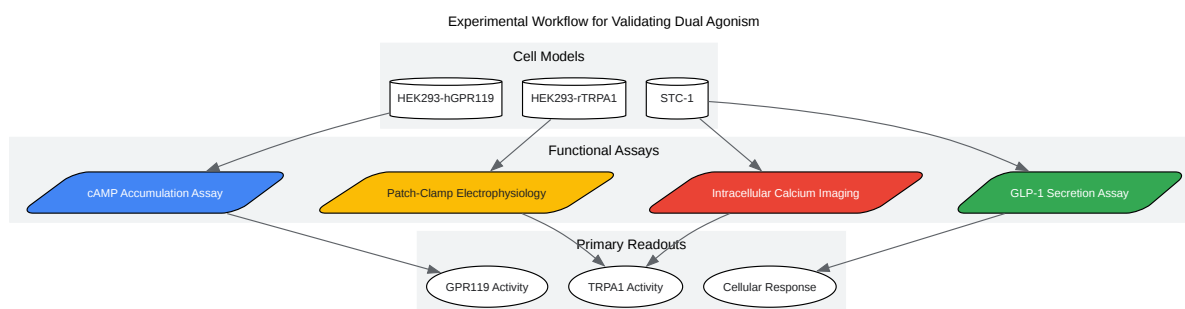 Experimental Workflow for Validating Dual Agonism
Cell Models
HEK293-hGPR119
HEK293-rTRPA1
STC-1
Functional Assays
cAMP Accumulation Assay
Patch-Clamp Electrophysiology
Intracellular Calcium Imaging
GLP-1 Secretion Assay
Primary Readouts
GPR119 Activity
TRPA1 Activity
Cellular Response